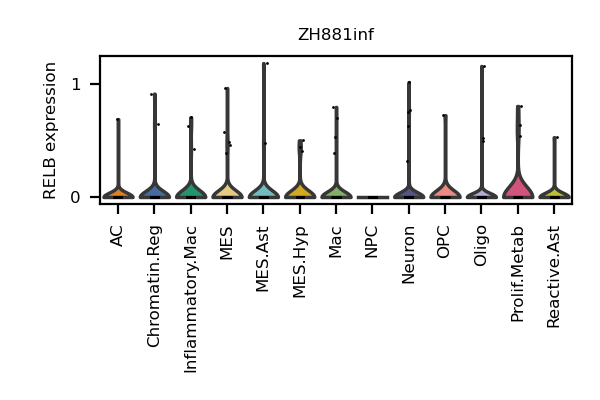 ZH881inf
RELB expression
1
0
AC
Chromatin.Reg
Inflammatory.Mac
MES
MES.Ast
MES.Hyp
Mac
NPC
Neuron
OPC
Oligo
Prolif.Metab
Reactive.Ast